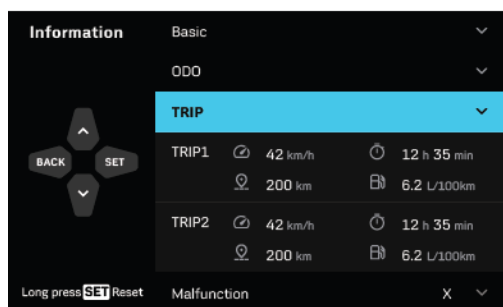 Information
Basic
ODO
TRIP
BACK
SET
TRIP1 42 km/h 12 h 35 min
200 km 6.2 L/100km
TRIP2 42 km/h 12 h 35 min
200 km 6.2 L/100km
Long press SET Reset
Malfunction X